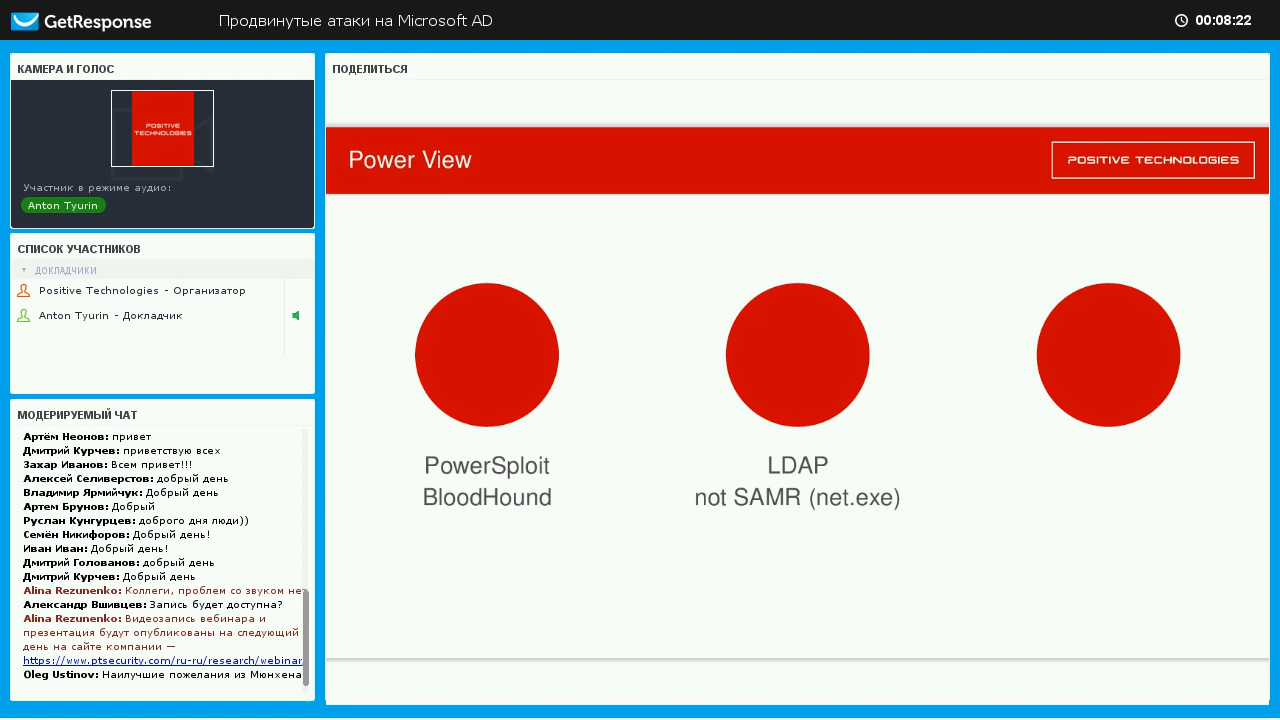 GetResponse
Продвинутые атаки на Microsoft AD
00:08:22
КАМЕРА И ГОЛОС
POSITIVE
TECHNOLOGIES
Участник в режиме аудио:
Anton Tyurin
СПИСОК УЧАСТНИКОВ
ДОКЛАДЧИКИ
Positive Technologies - Организатор
Anton Tyurin - Докладчик
МОДЕРИРУЕМЫЙ ЧАТ
Артём Неонов: привет
Дмитрий Курчев: приветствую всех
Захар Иванов: Всем привет!!!
Алексей Селиверстов: добрый день
Владимир Ярмийчук: Добрый день
Артем Брунов: Добрый
Руслан Кунгурцев: доброго дня люди))
Семён Никифоров: Добрый день!
Иван Иван: Добрый день!
Дмитрий Голованов: добрый день
Дмитрий Курчев: Добрый день
Alina Rezunenko: Коллеги, проблем со звуком нет
Александр Вшивцев: Запись будет доступна?
Alina Rezunenko: Видеозапись вебинара и
презентация будут опубликованы на следующий
день на сайте компании —
https://www.ptsecurity.com/ru-ru/research/webinar
Oleg Ustinov: Наилучшие пожелания из Мюнхена
ПОДЕЛИТЬСЯ
Power View
POSITIVE TECHNOLOGIES
PowerSploit
BloodHound
LDAP
not SAMR (net.exe)